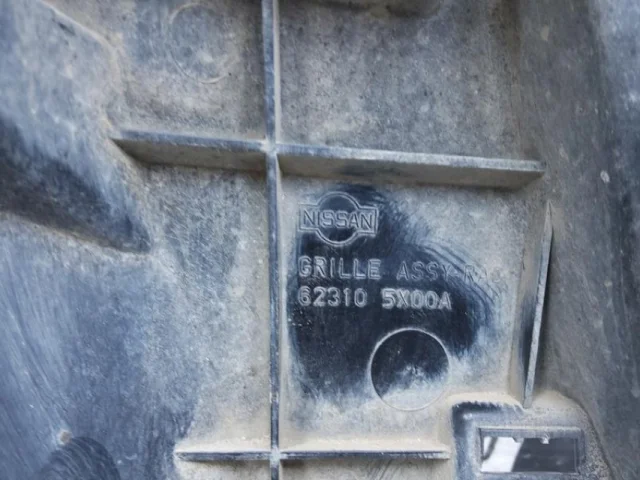 NISSAN
GRILLE ASSY-
62310 5X00A